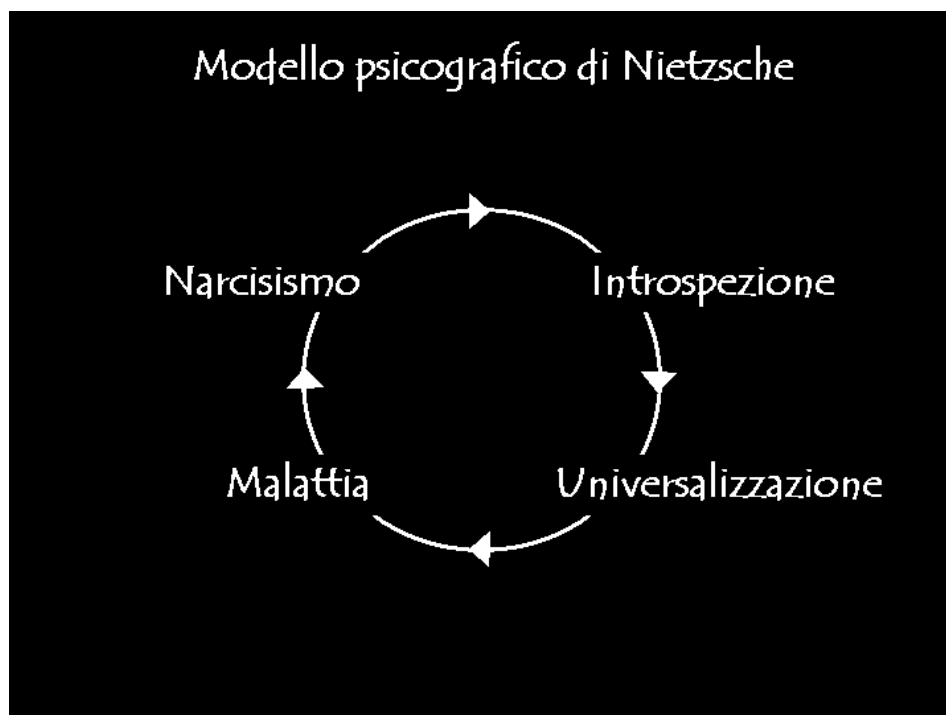 Modello psicografico di Nietzsche
Narcisismo
Introspezione
Malattia
Universalizzazione